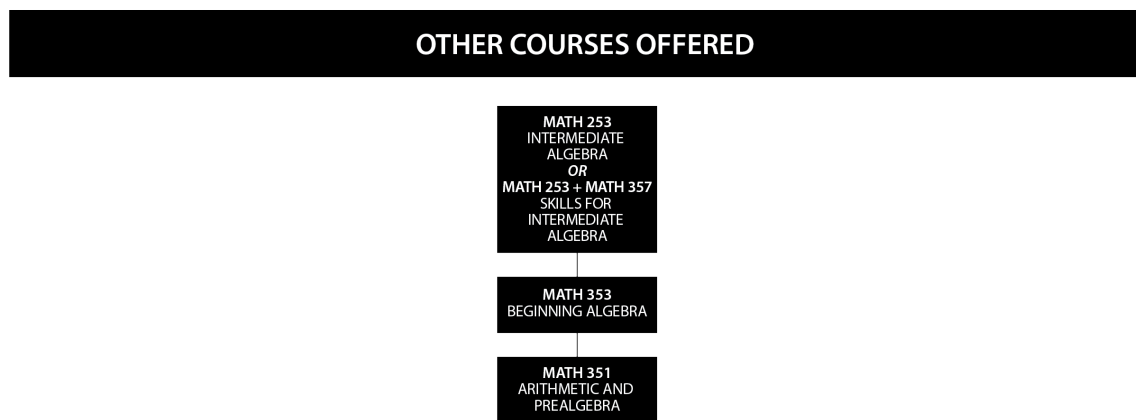 OTHER COURSES OFFERED
MATH 253
INTERMEDIATE
ALGEBRA
OR
MATH 253 + MATH 357
SKILLS FOR
INTERMEDIATE
ALGEBRA
MATH 353
BEGINNING ALGEBRA
MATH 351
ARITHMETIC AND
PREALGEBRA